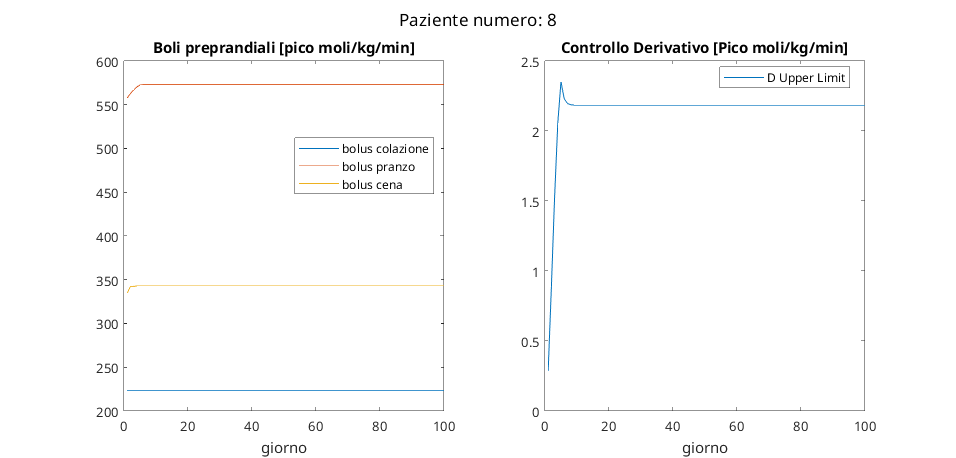 Paziente numero: 8
Boli preprandiali [pico moli/kg/min]
600
550
500
450
400
350
300
250
200
0 20 40 60 80 100
giorno
bolus colazione
bolus pranzo
bolus cena
Controllo Derivativo [Pico moli/kg/min]
2.5
2
1.5
1
0.5
0
0 20 40 60 80 100
giorno
D Upper Limit